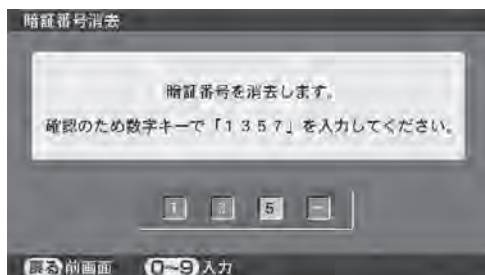 暗証番号消去
暗証番号を消去します。
確認のため数字キーで「1357」を入力してください。
1 3 5 －
戻る 前画面 0~9 入力